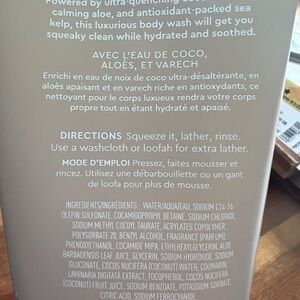 Powered by ultra-quenching
calming aloe, and antioxidant-packed sea
kelp, this luxurious body wash will get you
squeaky clean while hydrated and soothed.
AVEC L'EAU DE COCO,
ALOÈS, ET VARECH
Enrichi en eau de noix de coco ultra-désaltérante, en
aloès apaisant et en varech riche en antioxydants, ce
nettoyant pour le corps luxueux rendra votre corps
propre tout en étant hydraté et apaisé.
DIRECTIONS Squeeze it, lather, rinse.
Use a washcloth or loofah for extra lather.
MODE D'EMPLOI Pressez, faites mousser et
rincez. Utilisez une débarbouillette ou un gant
de loofa pour plus de mousse.
INGREDIENTS/INGRÉDIENTS: WATER/AQUA/EAU, SODIUM C14-16
OLEFIN SULFONATE, COCAMIDOPROPYL BETAINE, SODIUM CHLORIDE,
SODIUM METHYL COCOYL TAURATE, ACRYLATES COPOLYMER,
POLYSORBATE 20, BENZYL ALCOHOL, FRAGRANCE (PARFUM),
PHENOXYETHANOL, COCAMIDE MIPA, ETHYLHEXYLGLYCERIN, ALOE
BARBADENSIS LEAF JUICE, GLYCERIN, SODIUM HYDROXIDE, SODIUM
GLUCONATE, COCOS NUCIFERA (COCONUT) WATER, COUMARIN,
LAMINARIA DIGITATA EXTRACT, TOCOPHEROL, COCOS NUCIFERA
(COCONUT) FRUIT JUICE, SODIUM BENZOATE, POTASSIUM SORBATE,
CITRIC ACID, SODIUM FERROCYANIDE